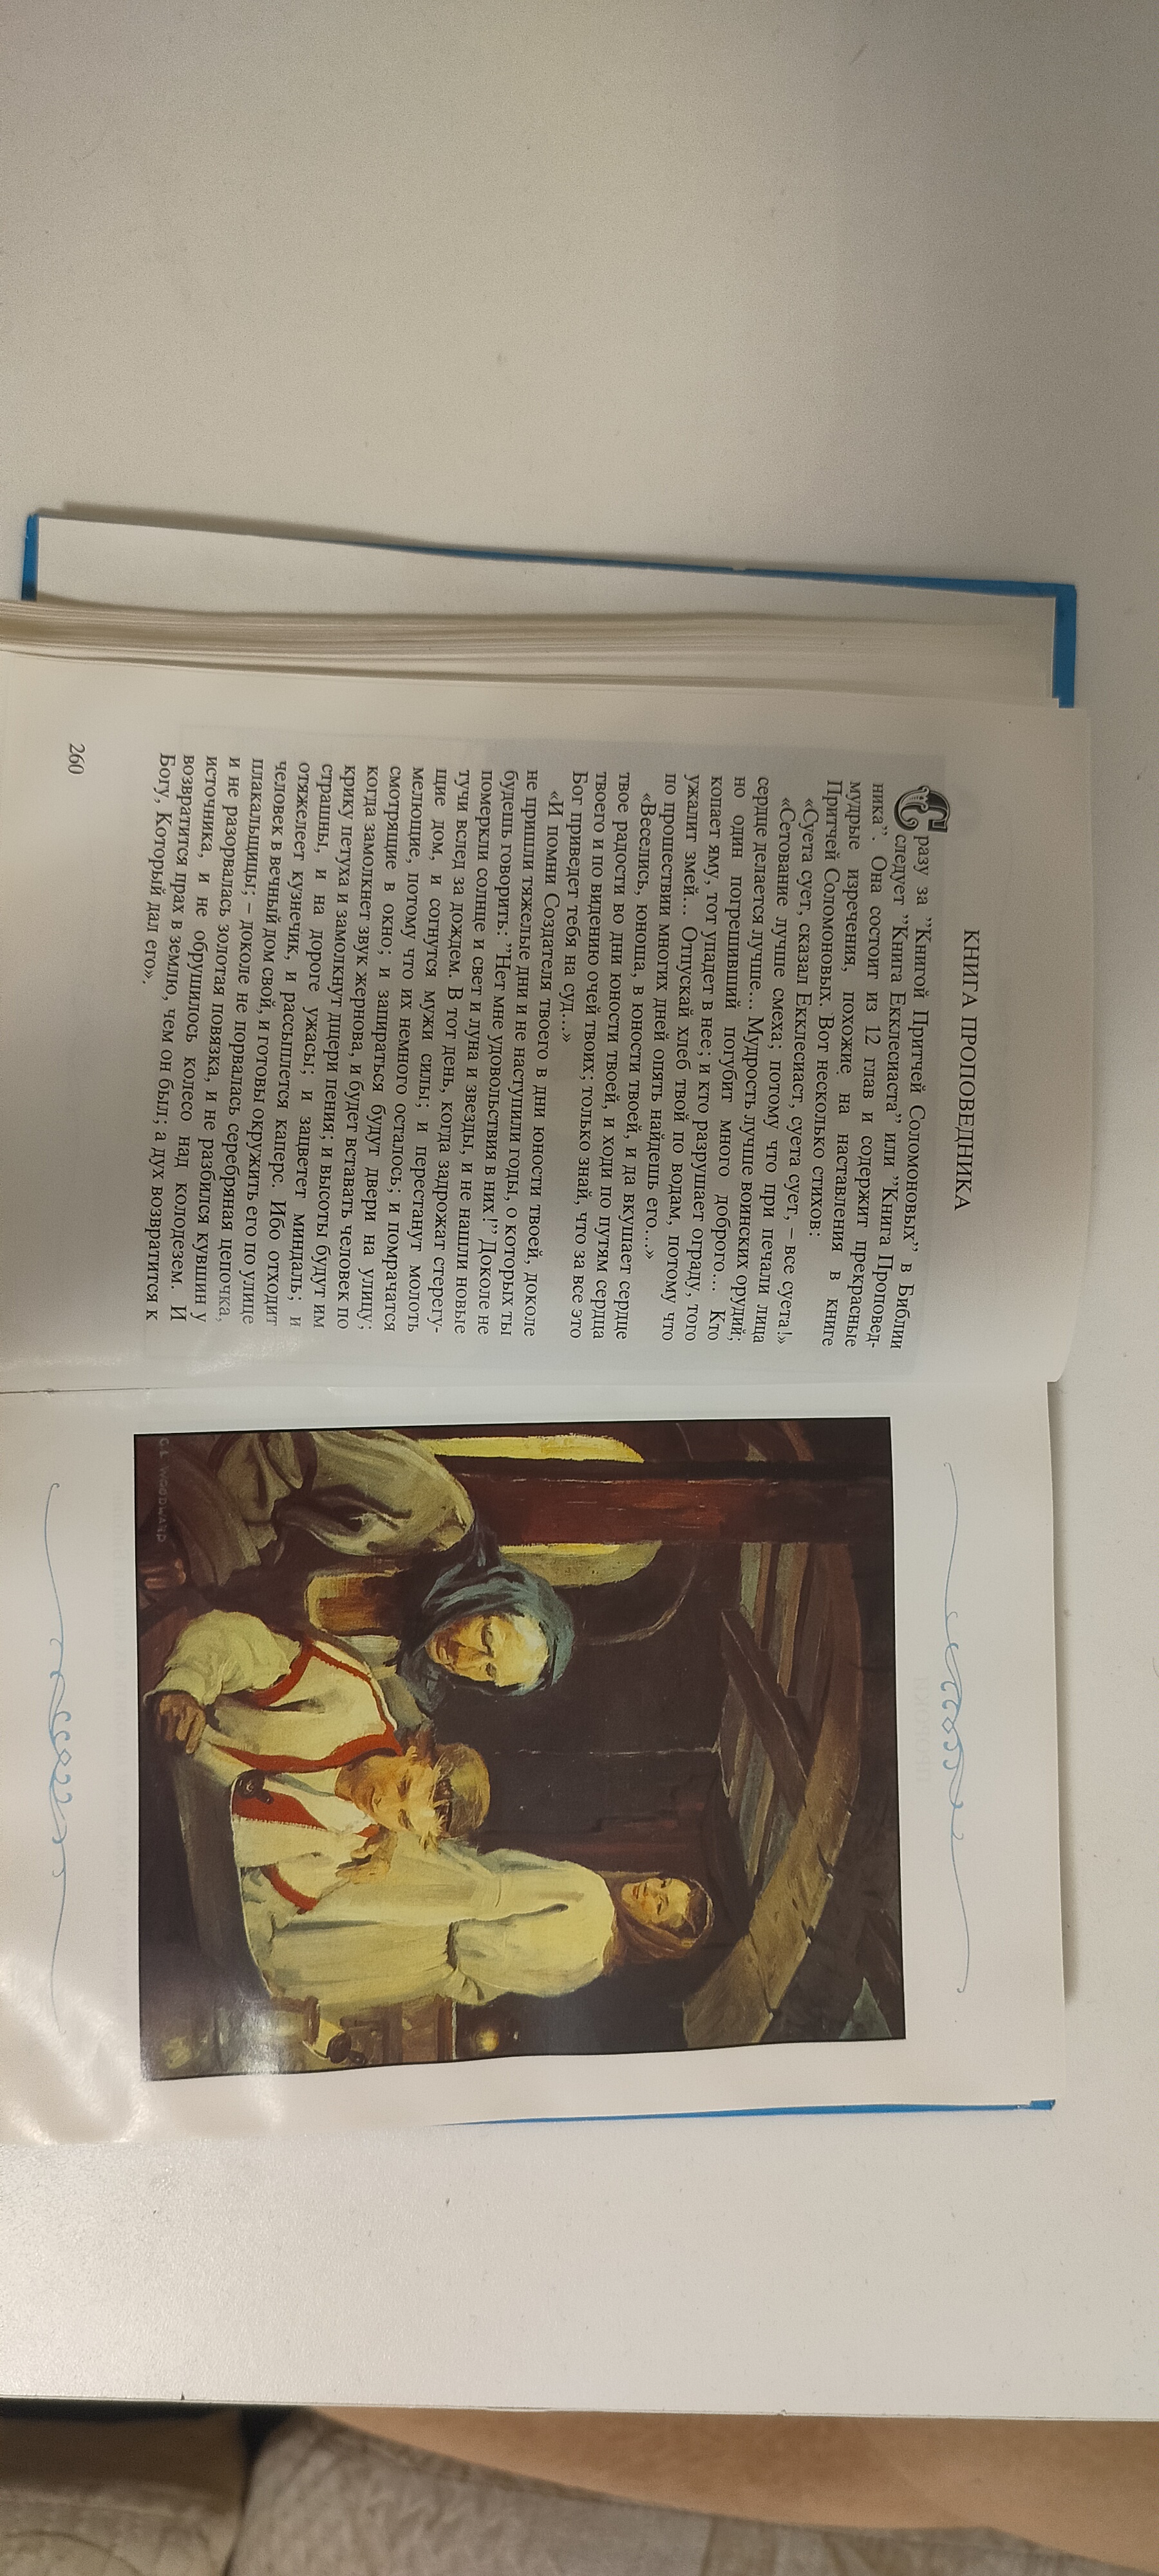 КНИГА ПРОПОВЕДНИКА
Сразу за ”Книгой Притчей Соломоновых” в Библии
следует ”Книга Екклесиаста” или ”Книга Проповед-
ника”. Она состоит из 12 глав и содержит прекрасные
мудрые изречения, похожие на наставления в книге
Притчей Соломоновых. Вот несколько стихов:
«Суета сует, сказал Екклесиаст, суета сует, – все суета!»
«Сетование лучше смеха; потому что при печали лица
сердце делается лучше... Мудрость лучше воинских орудий;
но один погрешивший погубит много доброго... Кто
копает яму, тот упадет в нее; и кто разрушает ограду, того
ужалит змей... Отпускай хлеб твой по водам, потому что
по прошествии многих дней опять найдешь его...»
«Веселись, юноша, в юности твоей, и да вкушает сердце
твое радости во дни юности твоей, и ходи по путям сердца
твоего и по видению очей твоих; только знай, что за все это
Бог приведет тебя на суд...»
«И помни Создателя твоего в дни юности твоей, доколе
не пришли тяжелые дни и не наступили годы, о которых ты
будешь говорить: ”Нет мне удовольствия в них!” Доколе не
померкли солнце и свет и луна и звезды, и не нашли новые
тучи вслед за дождем. В тот день, когда задрожат стерегу-
щие дом, и согнутся мужи силы; и перестанут молоть
мелющие, потому что их немного осталось; и помрачатся
смотрящие в окно; и запираться будут двери на улицу;
когда замолкнет звук жернова, и будет вставать человек по
крику петуха и замолкнут дщери пения; и высоты будут им
страшны, и на дороге ужасы; и зацветет миндаль; и
отяжелеет кузнечик, и рассыплется каперс. Ибо отходит
человек в вечный дом свой, и готовы окружить его по улице
плакальщицы; – доколе не порвалась серебряная цепочка,
и не разорвалась золотая повязка, и не разбился кувшин у
источника, и не обрушилось колесо над колодезем. И
возвратится прах в землю, чем он был; а дух возвратится к
Богу, Который дал его».
260
G.L. WOODWARD